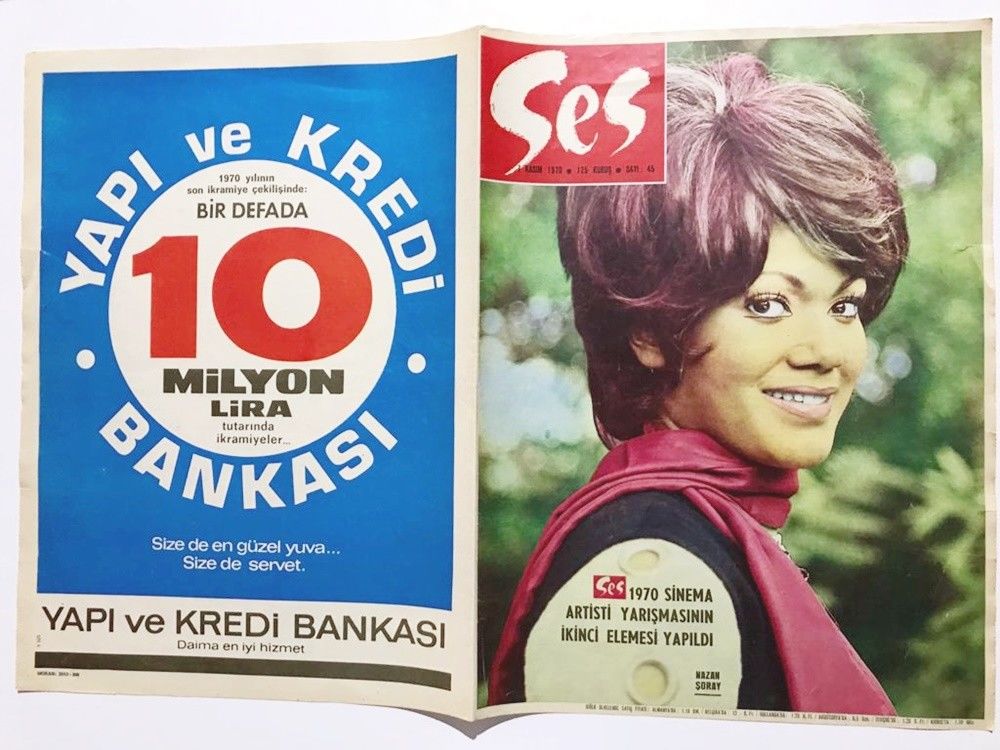 YAPI ve KREDİ
1970 yılının
son ikramiye çekilişinde:
BİR DEFADA
10
MİLYON
LİRA
tutarında
ikramiyeler...
BANKASI
Size de en güzel yuva...
Size de servet.
YAPI ve KREDİ BANKASI
Daima en iyi hizmet
Ses
KASIM 1970 • 125 KURUŞ • SAYI: 45
Ses 1970 SİNEMA
ARTİSTİ YARIŞMASININ
İKİNCİ ELEMESİ YAPILDI
NAZAN
ŞORAY